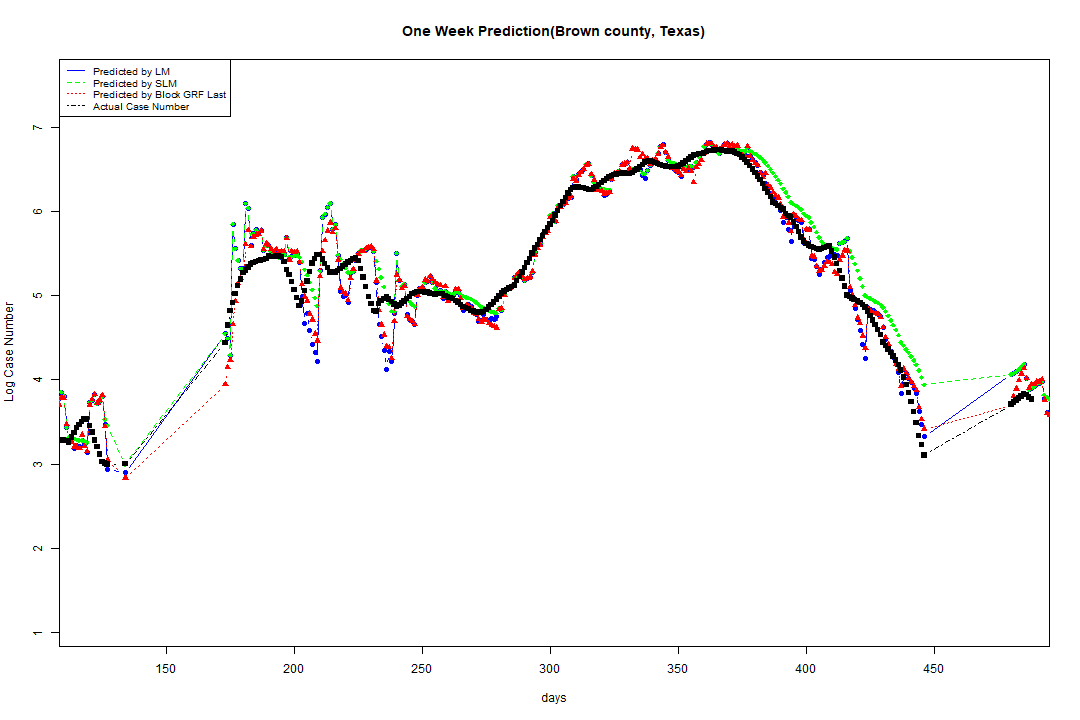 One Week Prediction(Brown county, Texas)
Predicted by LM
Predicted by SLM
Predicted by Block GRF Last
Actual Case Number
7
6
5
4
3
2
1
Log Case Number
150 200 250 300 350 400 450
days